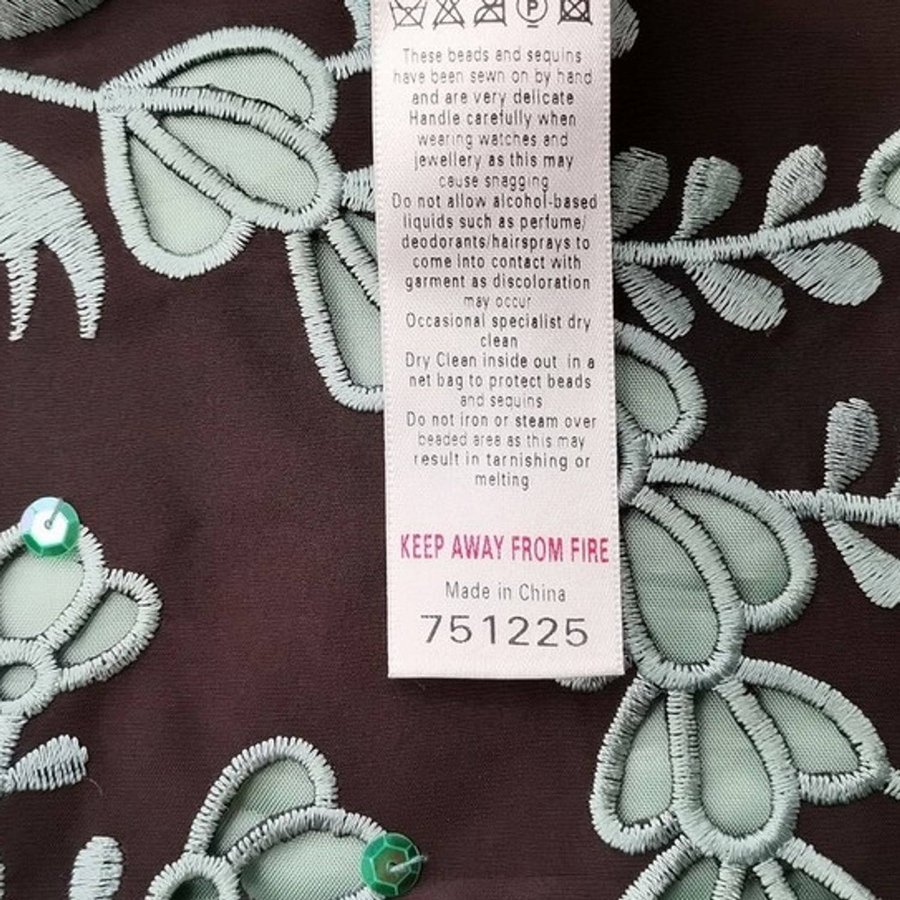 P
These beads and sequins
have been sewn on by hand
and are very delicate
Handle carefully when
wearing watches and
jewellery as this may
cause snagging
Do not allow alcohol-based
liquids such as perfume/
deodorants/hairsprays to
come into contact with
garment as discoloration
may occur
Occasional specialist dry
clean
Dry Clean inside out in a
net bag to protect beads
and sequins
Do not iron or steam over
beaded area as this may
result in tarnishing or
melting
KEEP AWAY FROM FIRE
Made in China
751225